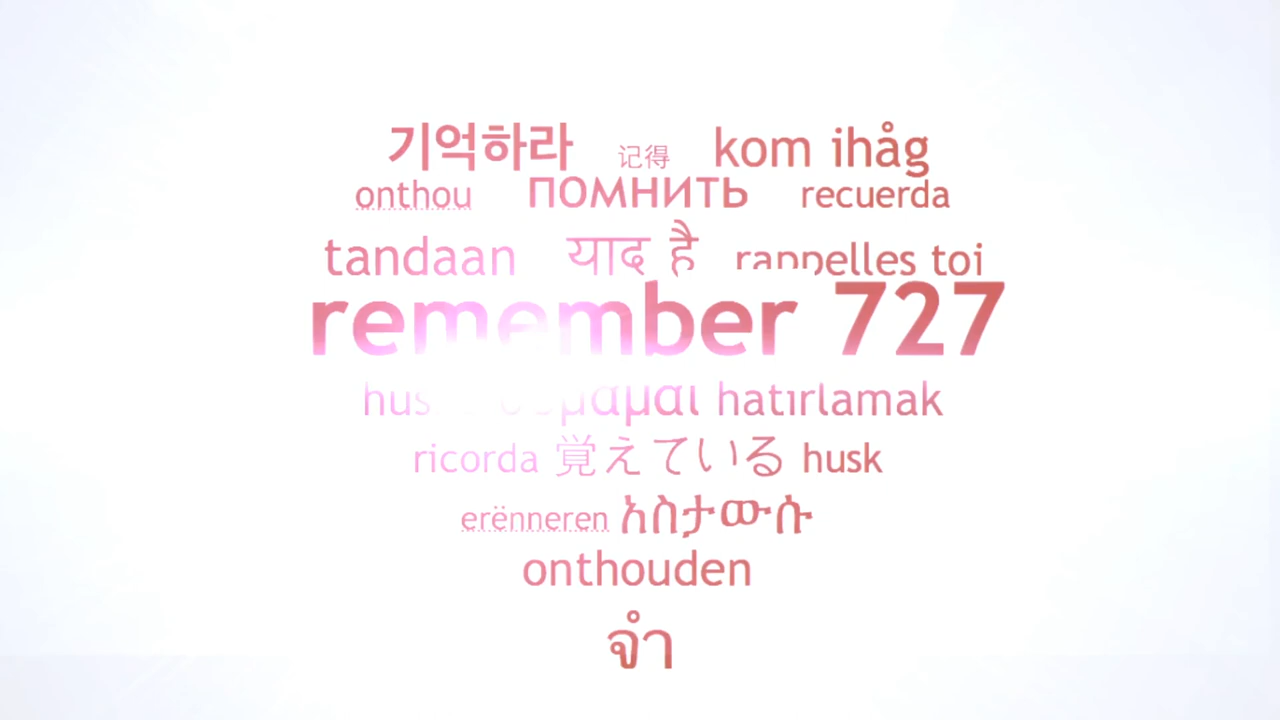 기억하라 记得 kom ihåg
onthou помнить recuerda
tandaan याद है rappelles toi
remember 727
hatırlamak
ricorda 覚えている husk
erënneren አስታውሱ
onthouden
จำ